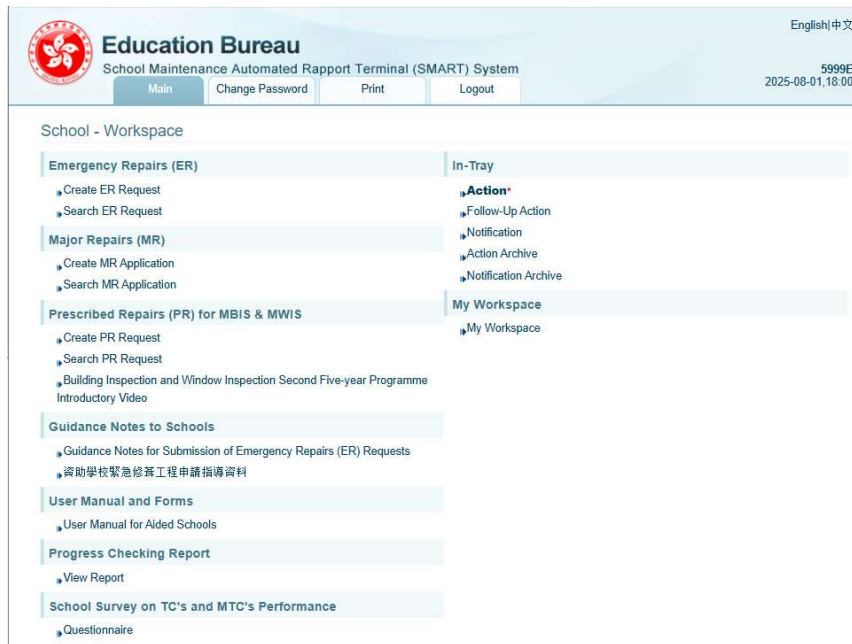 English|中文
Education Bureau
School Maintenance Automated Rapport Terminal (SMART) System
5999E
2025-08-01,18:00
Main
Change Password
Print
Logout
School - Workspace
Emergency Repairs (ER)
Create ER Request
Search ER Request
Major Repairs (MR)
Create MR Application
Search MR Application
Prescribed Repairs (PR) for MBIS & MWIS
Create PR Request
Search PR Request
Building Inspection and Window Inspection Second Five-year Programme
Introductory Video
Guidance Notes to Schools
Guidance Notes for Submission of Emergency Repairs (ER) Requests
資助學校緊急修葺工程申請指導資料
User Manual and Forms
User Manual for Aided Schools
Progress Checking Report
View Report
School Survey on TC's and MTC's Performance
Questionnaire
In-Tray
Action*
Follow-Up Action
Notification
Action Archive
Notification Archive
My Workspace
My Workspace